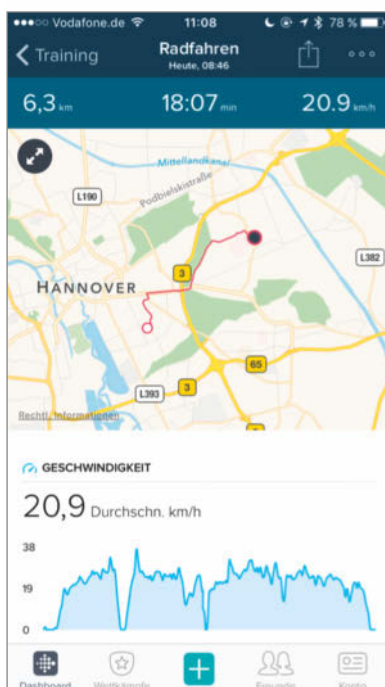 Vodafone.de 11:08 78 %
Training Radfahren
Heute, 08:46
6,3 km 18:07 min 20.9 km/h
Mittellandkanal
Podbielskistraße
L190
L382
3
HANNOVER
65
L393 3
Rechtl. Informationen
GESCHWINDIGKEIT
20,9 Durchschn. km/h
38
19
0
Dashboard Wettkämpfe Freunde Konto